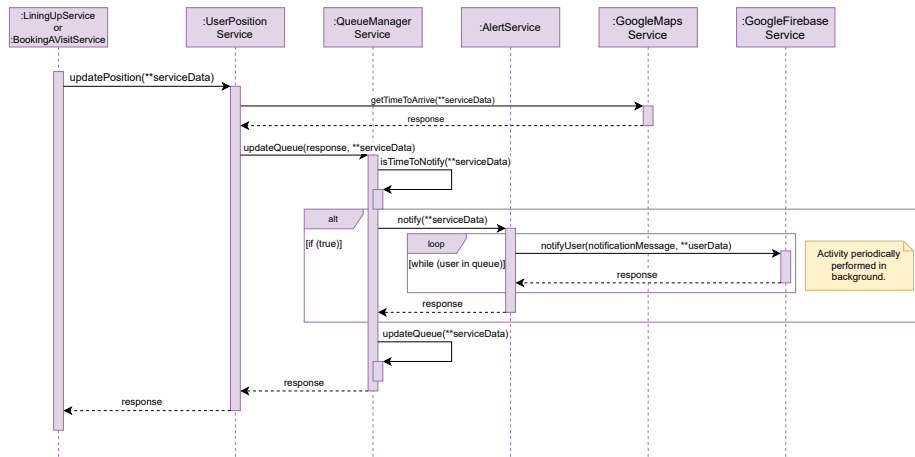 :LiningUpService
or
:BookingAVisitService
:UserPosition
Service
:QueueManager
Service
:AlertService
:GoogleMaps
Service
:GoogleFirebase
Service
updatePosition(**serviceData)
getTimeToArrive(**serviceData)
response
updateQueue(response, **serviceData)
isTimeToNotify(**serviceData)
alt
notify(**serviceData)
[if (true)]
loop
notifyUser(notificationMessage, **userData)
[while (user in queue)]
response
Activity periodically
performed in
background.
response
updateQueue(**serviceData)
response
response